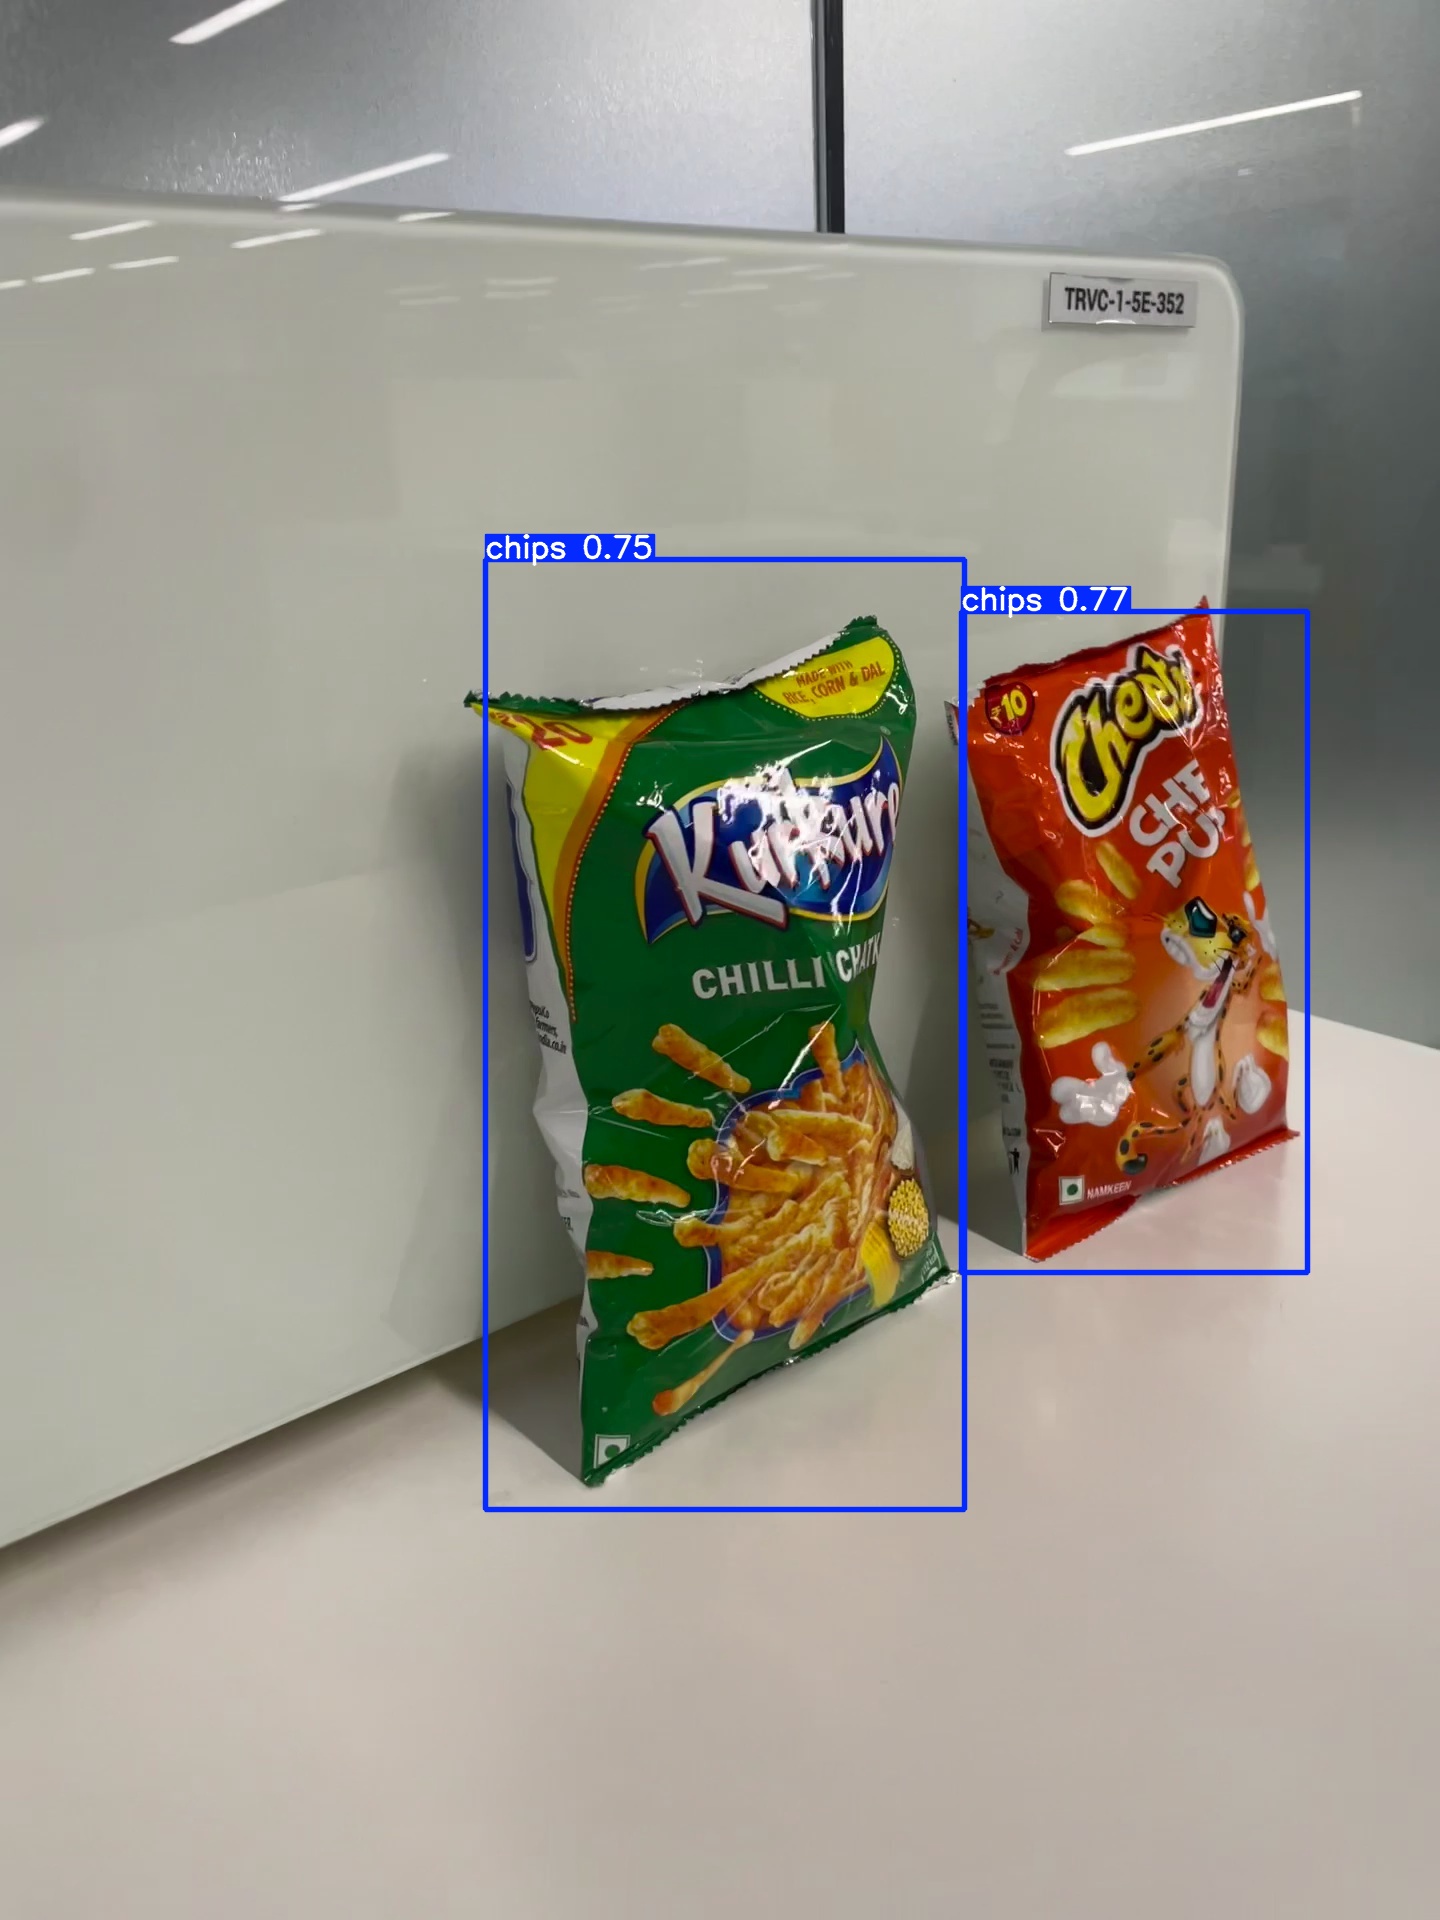 TRVC-1-5E-352
chips 0.75
chips 0.77
MADE WITH
RICE, CORN & DAL
₹20
Kurkure
CHILLI CHATK
₹10
Cheeto
CHE
PU
NAMKEEN